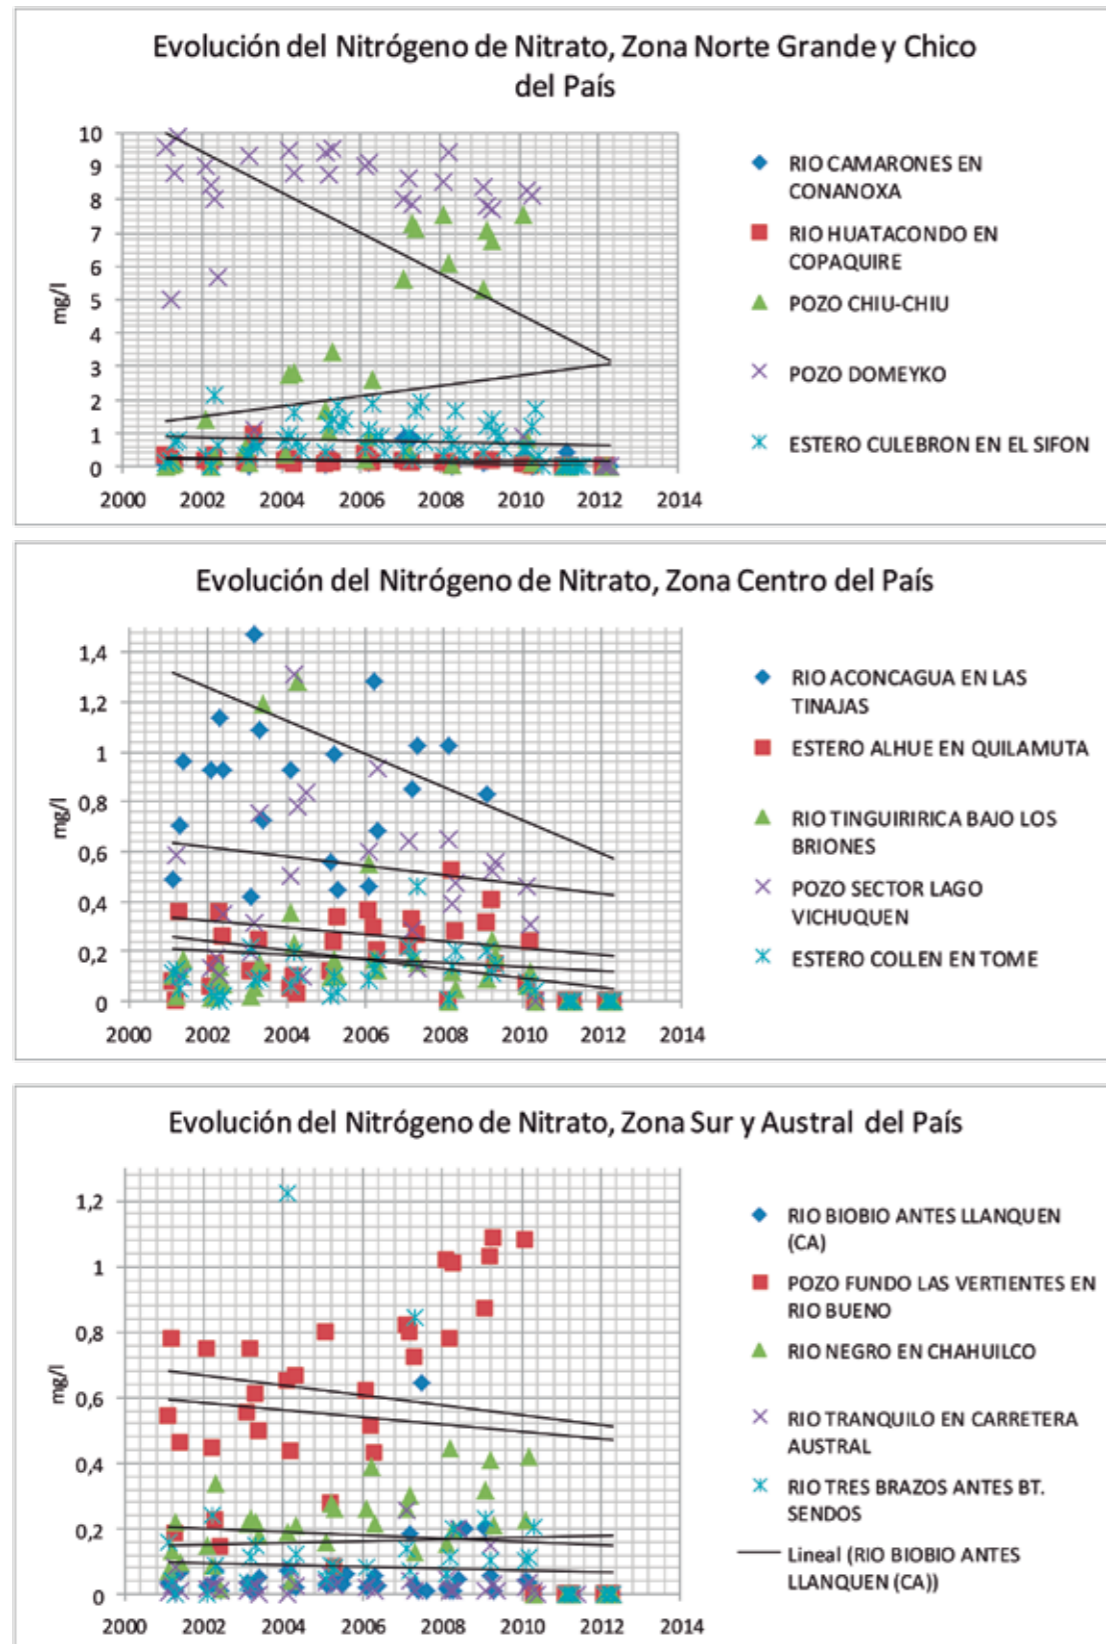 Evolución del Nitrógeno de Nitrato, Zona Norte Grande y Chico
del País
10
9
8
7
6
5
4
3
2
1
0
mg/l
2000 2002 2004 2006 2008 2010 2012 2014
RIO CAMARONES EN
CONANOXA
RIO HUATACONDO EN
COPAQUIRE
POZO CHIU-CHIU
POZO DOMEYKO
ESTERO CULEBRON EN EL SIFON
Evolución del Nitrógeno de Nitrato, Zona Centro del País
1,4
1,2
1
0,8
0,6
0,4
0,2
0
mg/l
2000 2002 2004 2006 2008 2010 2012 2014
RIO ACONCAGUA EN LAS
TINAJAS
ESTERO ALHUE EN QUILAMUTA
RIO TINGUIRIRICA BAJO LOS
BRIONES
POZO SECTOR LAGO
VICHUQUEN
ESTERO COLLEN EN TOME
Evolución del Nitrógeno de Nitrato, Zona Sur y Austral del País
1,2
1
0,8
0,6
0,4
0,2
0
mg/l
2000 2002 2004 2006 2008 2010 2012 2014
RIO BIOBIO ANTES LLANQUEN
(CA)
POZO FUNDO LAS VERTIENTES EN
RIO BUENO
RIO NEGRO EN CHAHUILCO
RIO TRANQUILO EN CARRETERA
AUSTRAL
RIO TRES BRAZOS ANTES BT.
SENDOS
Lineal (RIO BIOBIO ANTES
LLANQUEN (CA))